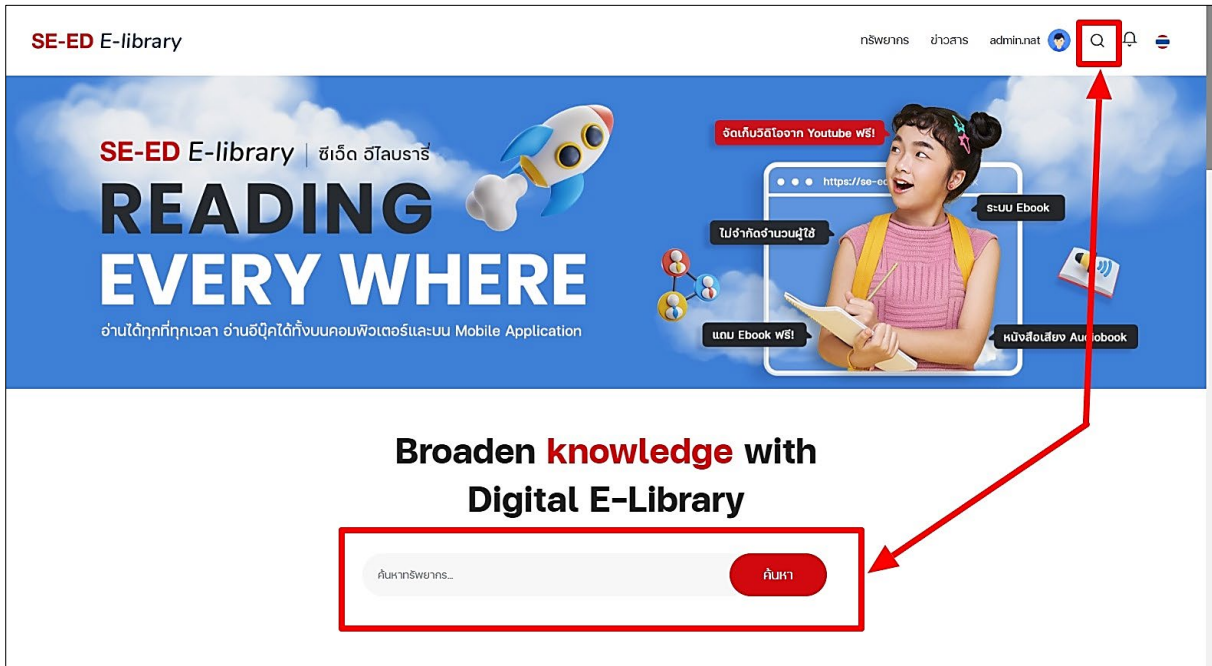 SE-ED E-library
ทรัพยากร ข่าวสาร admin.nat
SE-ED E-library | ซีเอ็ด อีไลบรารี่
READING
EVERY WHERE
อ่านได้ทุกที่ทุกเวลา อ่านอีบุ๊คได้ทั้งบนคอมพิวเตอร์และบน Mobile Application
จัดเก็บวิดิโอจาก Youtube ฟรี!
https://se-ed
ระบบ Ebook
ไม่จำกัดจำนวนผู้ใช้
แถม Ebook ฟรี!
หนังสือเสียง Audiobook
Broaden knowledge with
Digital E-Library
ค้นหาทรัพยากร...
ค้นหา